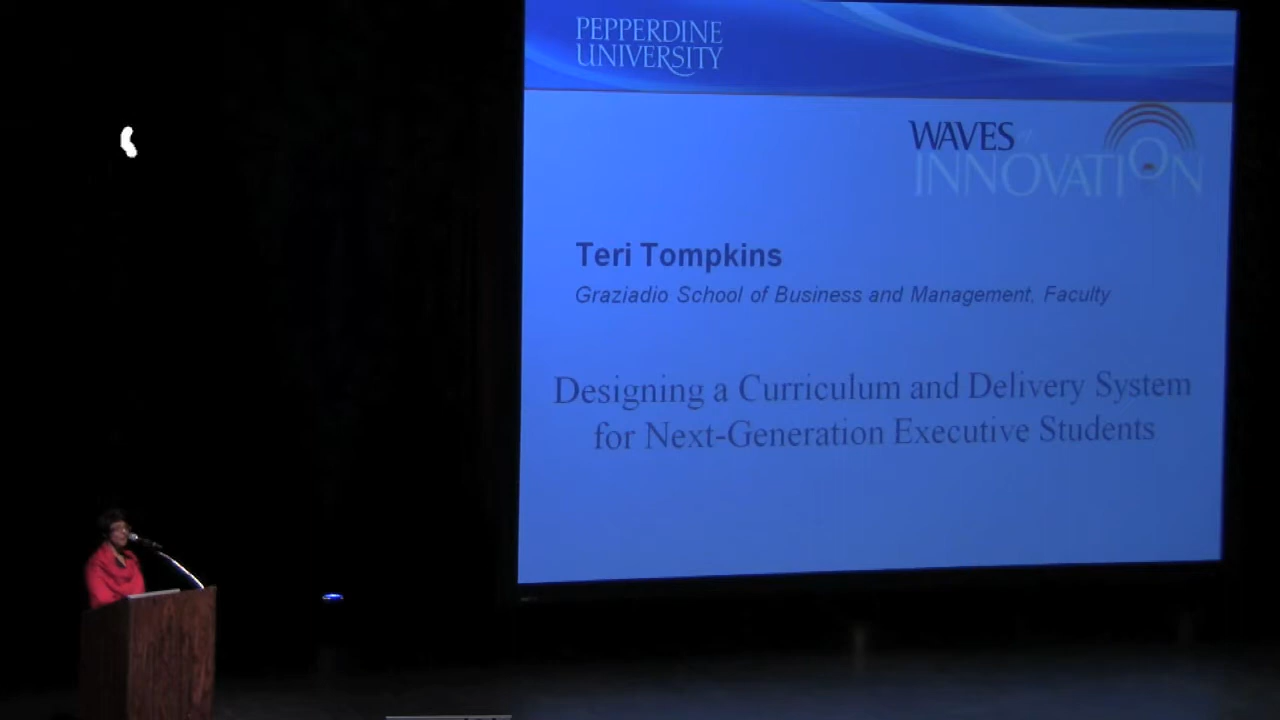 PEPPERDINE
UNIVERSITY
WAVES of
INNOVATION
Teri Tompkins
Graziadio School of Business and Management, Faculty
Designing a Curriculum and Delivery System
for Next-Generation Executive Students